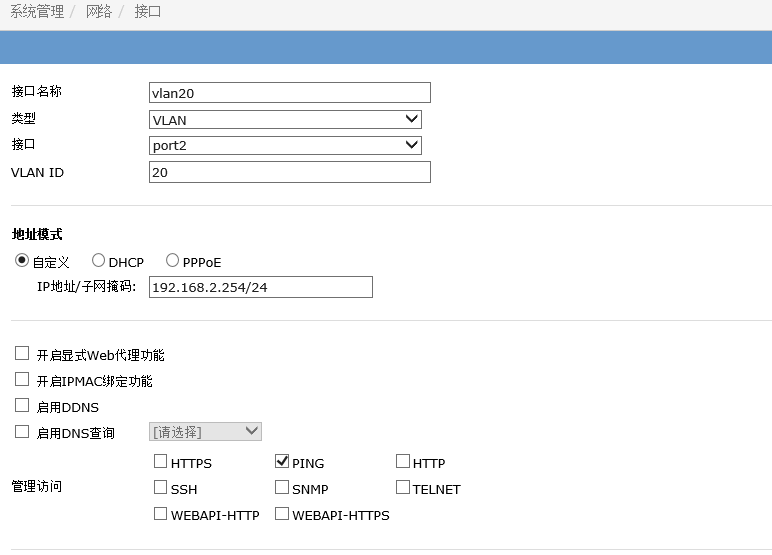 系统管理 / 网络 / 接口
接口名称 vlan20
类型 VLAN
接口 port2
VLAN ID 20
地址模式
自定义 DHCP PPPoE
IP地址/子网掩码: 192.168.2.254/24
开启显式Web代理功能
开启IPMAC绑定功能
启用DDNS
启用DNS查询 [请选择]
HTTPS PING HTTP
管理访问
SSH SNMP TELNET
WEBAPI-HTTP WEBAPI-HTTPS